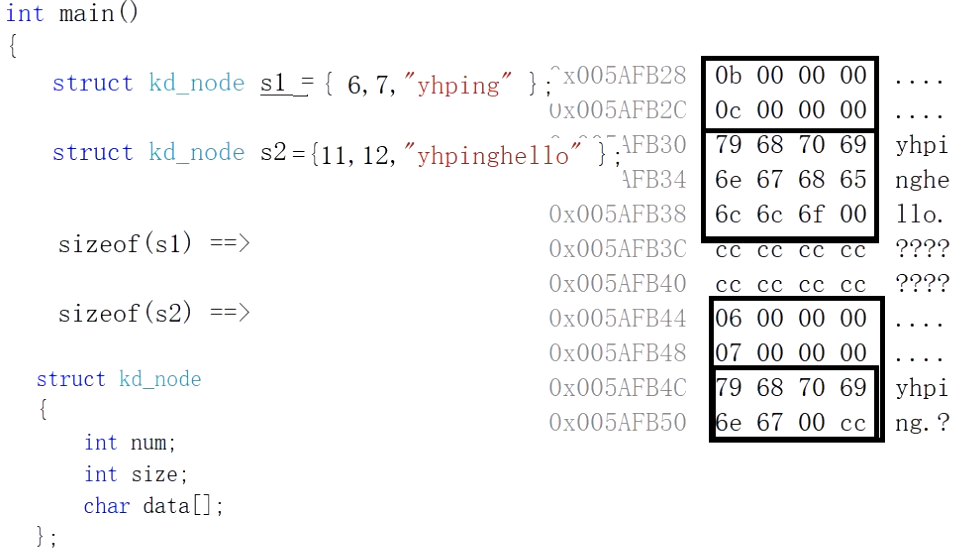 int main()
{
struct kd_node s1 = { 6,7,"yhping" };
struct kd_node s2={11,12,"yhpinghello" };
sizeof(s1) ==>
sizeof(s2) ==>
struct kd_node
{
int num;
int size;
char data[];
};
0x005AFB28 0b 00 00 00 ....
0x005AFB2C 0c 00 00 00 ....
AFB30 79 68 70 69 yhpi
AFB34 6e 67 68 65 nghe
0x005AFB38 6c 6c 6f 00 llo.
0x005AFB3C cc cc cc cc ????
0x005AFB40 cc cc cc cc ????
0x005AFB44 06 00 00 00 ....
0x005AFB48 07 00 00 00 ....
0x005AFB4C 79 68 70 69 yhpi
0x005AFB50 6e 67 00 cc ng.?